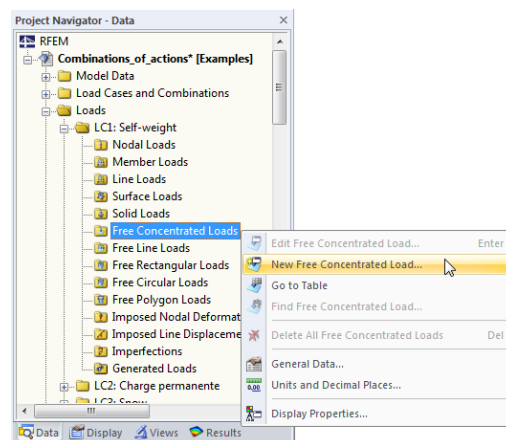 Project Navigator - Data
RFEM
Combinations_of_actions* [Examples]
Model Data
Load Cases and Combinations
Loads
LC1: Self-weight
Nodal Loads
Member Loads
Line Loads
Surface Loads
Solid Loads
Free Concentrated Loads
Free Line Loads
Free Rectangular Loads
Free Circular Loads
Free Polygon Loads
Imposed Nodal Deformat
Imposed Line Displaceme
Imperfections
Generated Loads
LC2: Charge permanente
LC3: Snow
Data Display Views Results
Edit Free Concentrated Load... Enter
New Free Concentrated Load...
Go to Table
Find Free Concentrated Load...
Delete All Free Concentrated Loads Del
General Data...
0.00 Units and Decimal Places...
Display Properties...